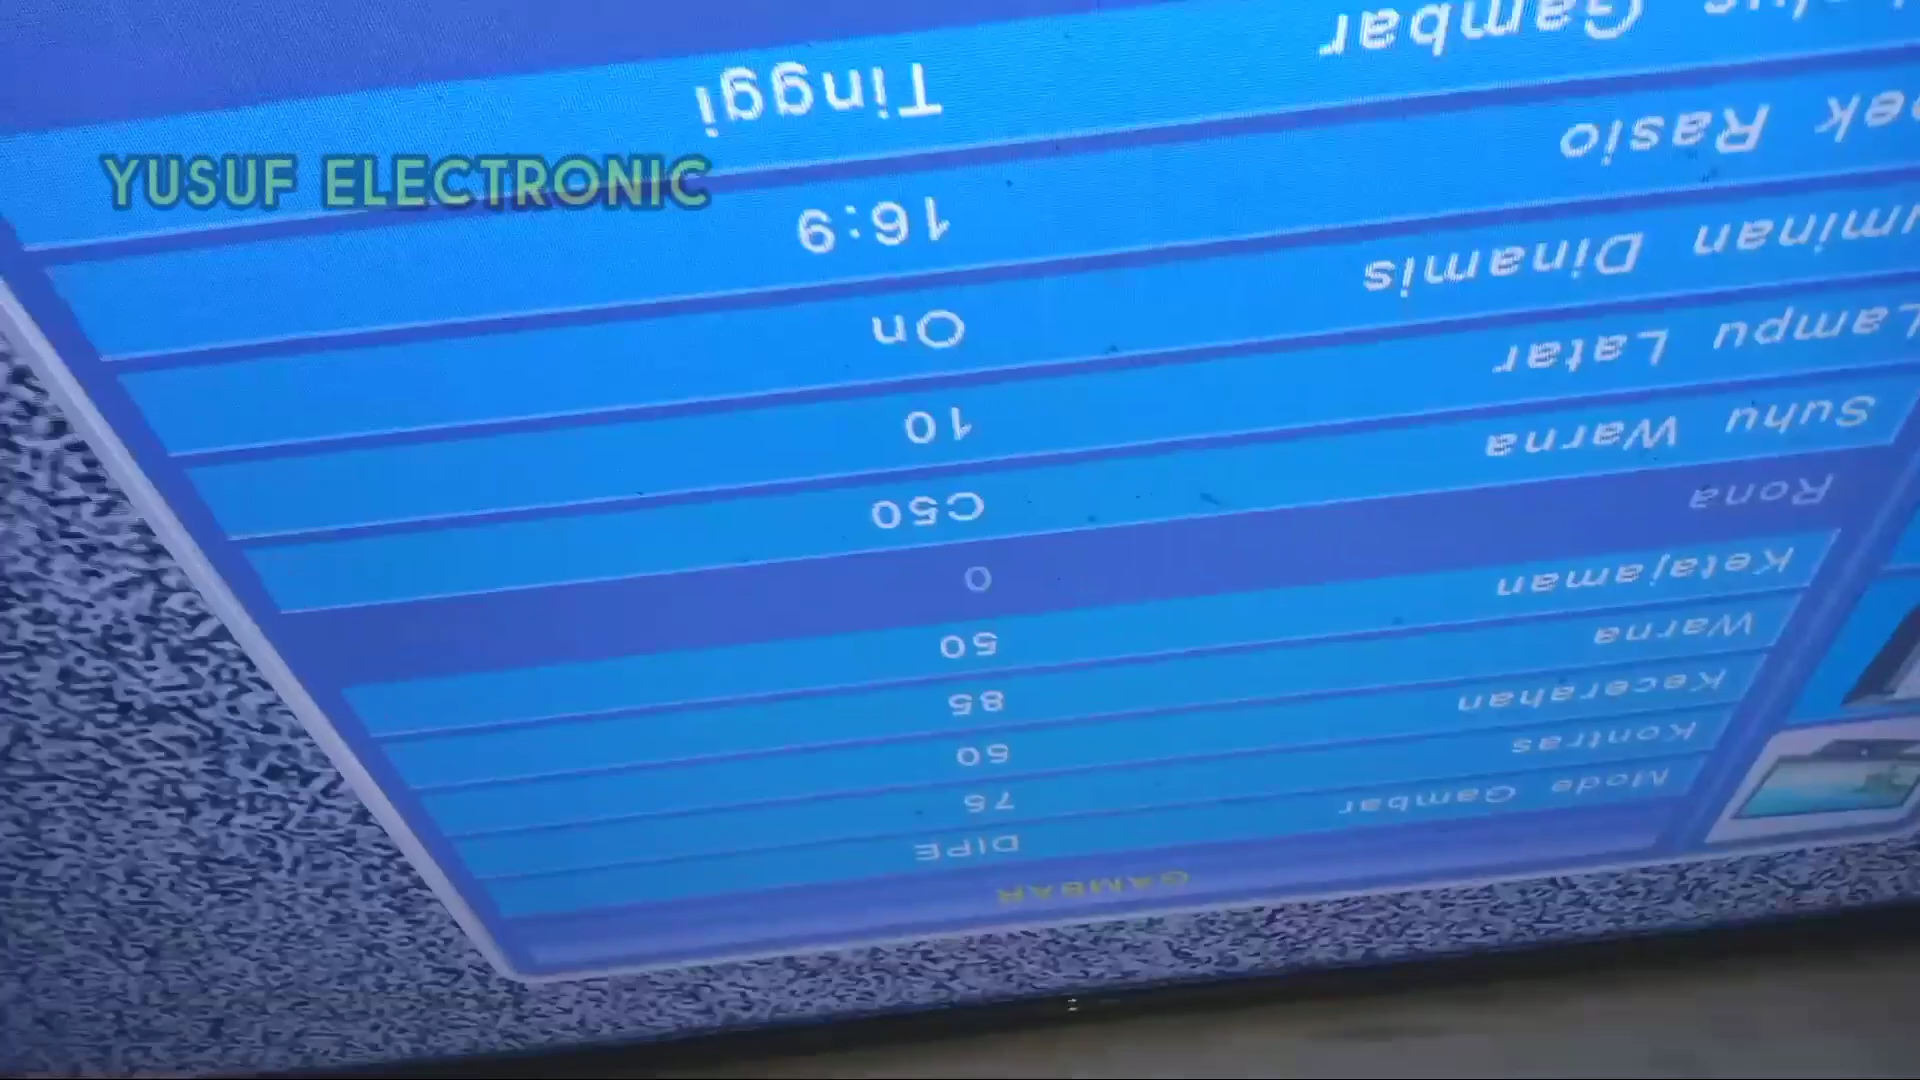 YUSUF ELECTRONIC
GAMBAR
Mode Gambar DIPE
Kontras 75
Kecerahan 50
Warna 85
Ketajaman 50
Rona 0
Suhu Warna C50
Lampu Latar 10
Dinamis On
Rasio 16:9
Gambar Tinggi